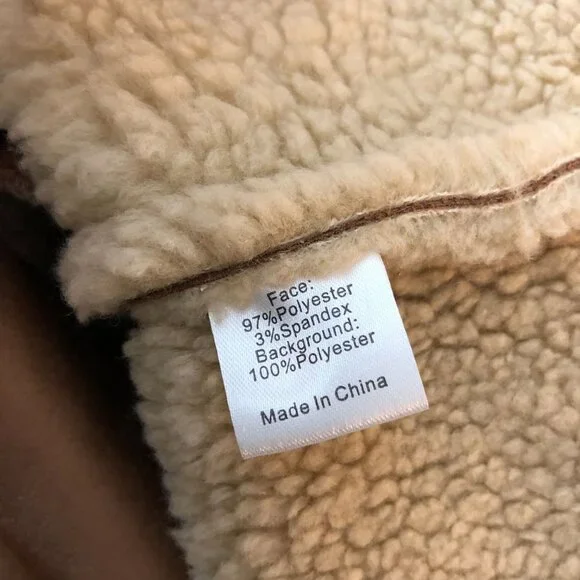 Face:
97%Polyester
3%Spandex
Background:
100%Polyester
Made In China